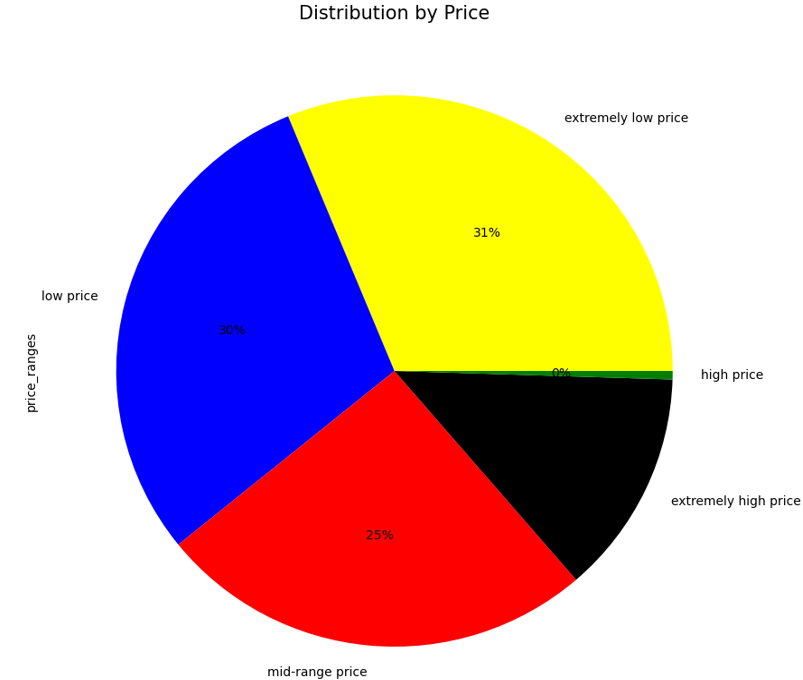 Distribution by Price
extremely low price
31%
low price
30%
price_ranges
0%
high price
extremely high price
25%
mid-range price